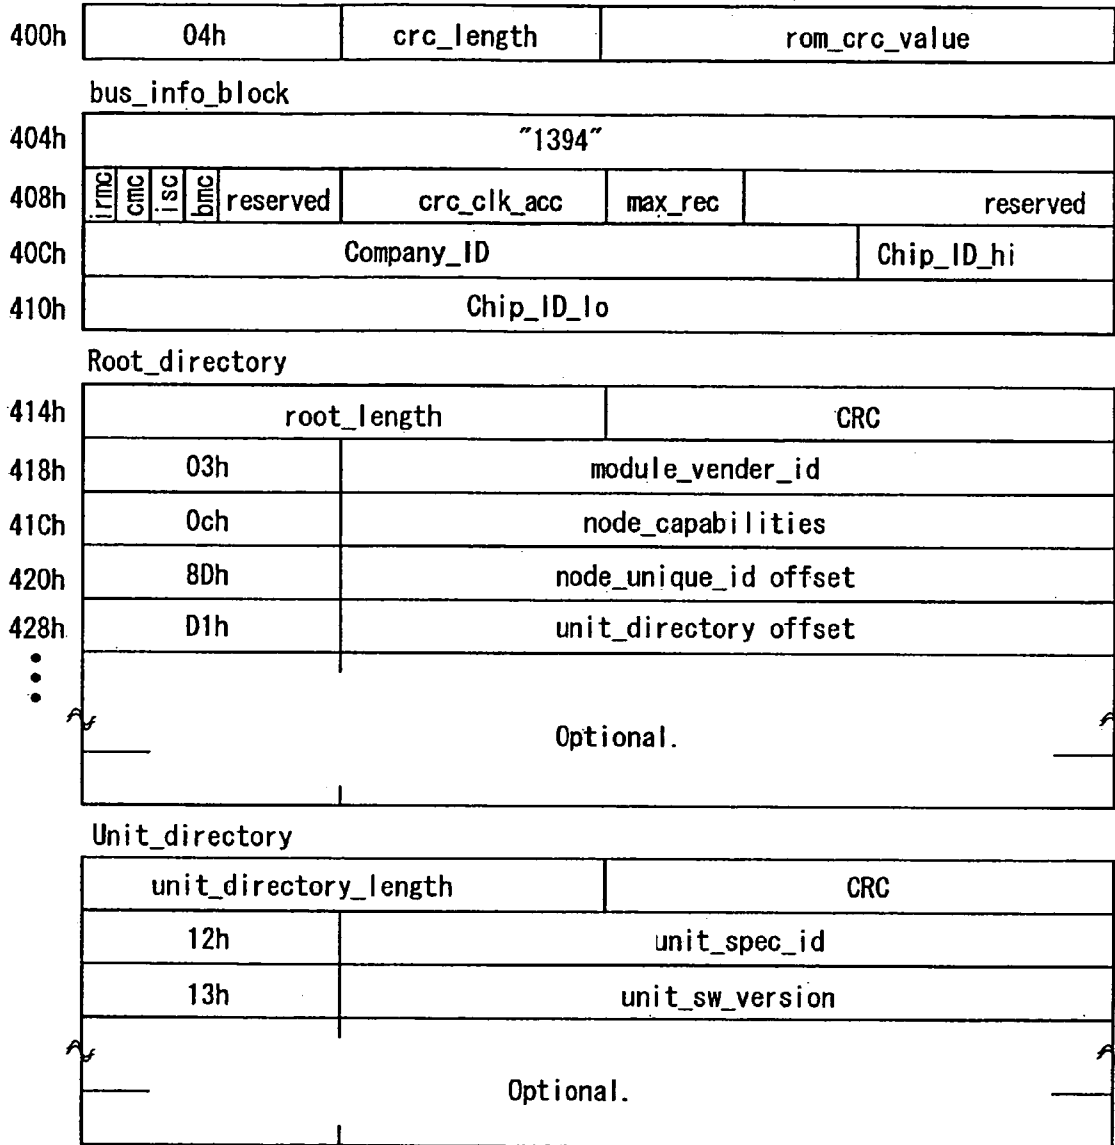 400h 04h crc_length rom_crc_value
bus_info_block
404h "1394"
408h irmc cmc isc bmc reserved crc_clk_acc max_rec reserved
40Ch Company_ID Chip_ID_hi
410h Chip_ID_lo
Root_directory
414h root_length CRC
418h 03h module_vender_id
41Ch 0ch node_capabilities
420h 8Dh node_unique_id offset
428h D1h unit_directory offset
Optional.
Unit_directory
unit_directory_length CRC
12h unit_spec_id
13h unit_sw_version
Optional.